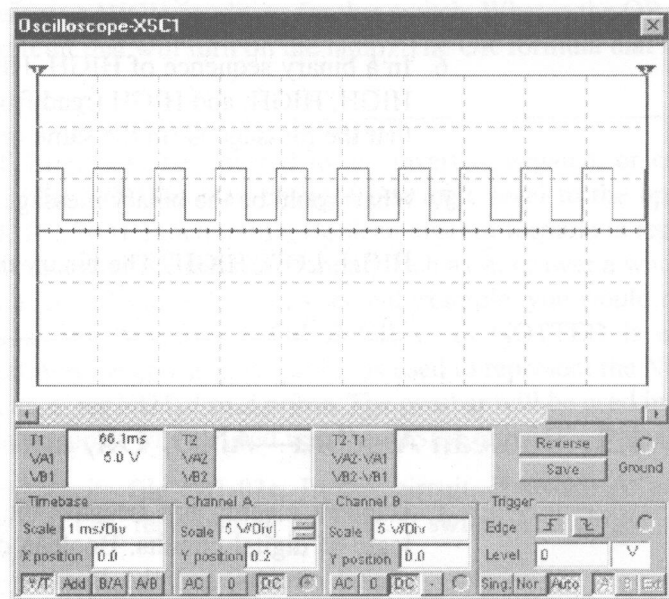 Oscilloscope-XSC1
T1 66.1ms
VA1 5.0 V
VB1
T2
VA2
VB2
T2-T1
VA2-VA1
VB2-VB1
Reverse
Save
Ground
Timebase
Scale 1 ms/Div
X position 0.0
Y/T Add B/A A/B
Channel A
Scale 5 V/Div
Y position 0.2
AC 0 DC
Channel B
Scale 5 V/Div
Y position 0.0
AC 0 DC -
Trigger
Edge
Level 0 V
Sing. Nor. Auto A B Ext